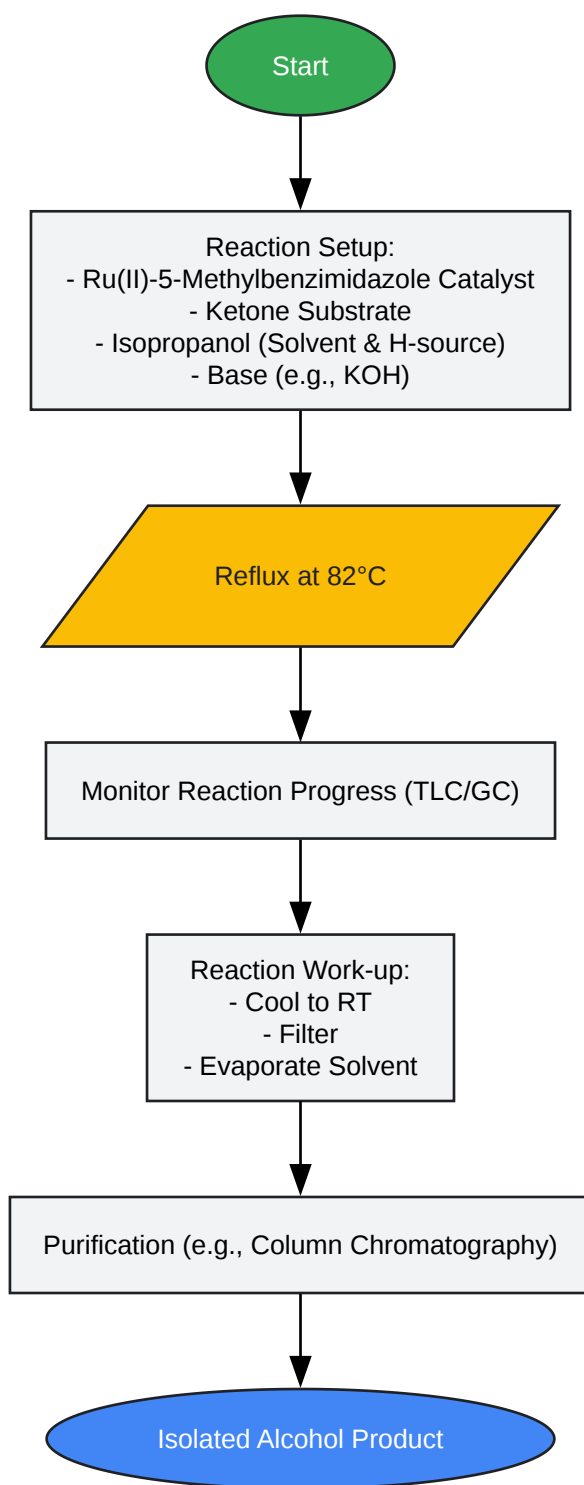 Start
Reaction Setup:
- Ru(II)-5-Methylbenzimidazole Catalyst
- Ketone Substrate
- Isopropanol (Solvent & H-source)
- Base (e.g., KOH)
Reflux at 82°C
Monitor Reaction Progress (TLC/GC)
Reaction Work-up:
- Cool to RT
- Filter
- Evaporate Solvent
Purification (e.g., Column Chromatography)
Isolated Alcohol Product